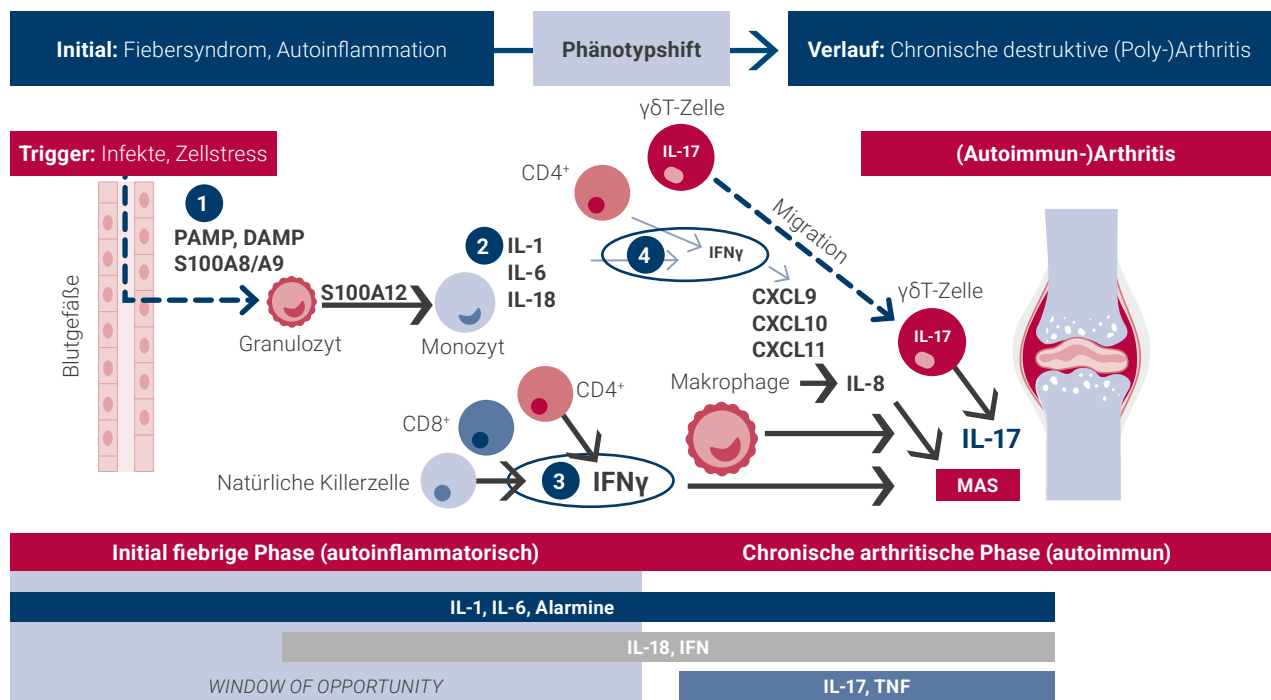 Initial: Fiebersyndrom, Autoinflammation
Phänotypshift
Verlauf: Chronische destruktive (Poly-)Arthritis
Trigger: Infekte, Zellstress
γδT-Zelle
IL-17
CD4⁺
(Autoimmun-)Arthritis
1
PAMP, DAMP
S100A8/A9
2
IL-1
IL-6
IL-18
4
IFNγ
Migration
S100A12
Granulozyt
Monozyt
Blutgefäße
CXCL9
CXCL10
CXCL11
γδT-Zelle
IL-17
Makrophage
IL-8
CD4⁺
CD8⁺
IL-17
Natürliche Killerzelle
3
IFNγ
MAS
Initial fiebrige Phase (autoinflammatorisch)
Chronische arthritische Phase (autoimmun)
IL-1, IL-6, Alarmine
IL-18, IFN
WINDOW OF OPPORTUNITY
IL-17, TNF